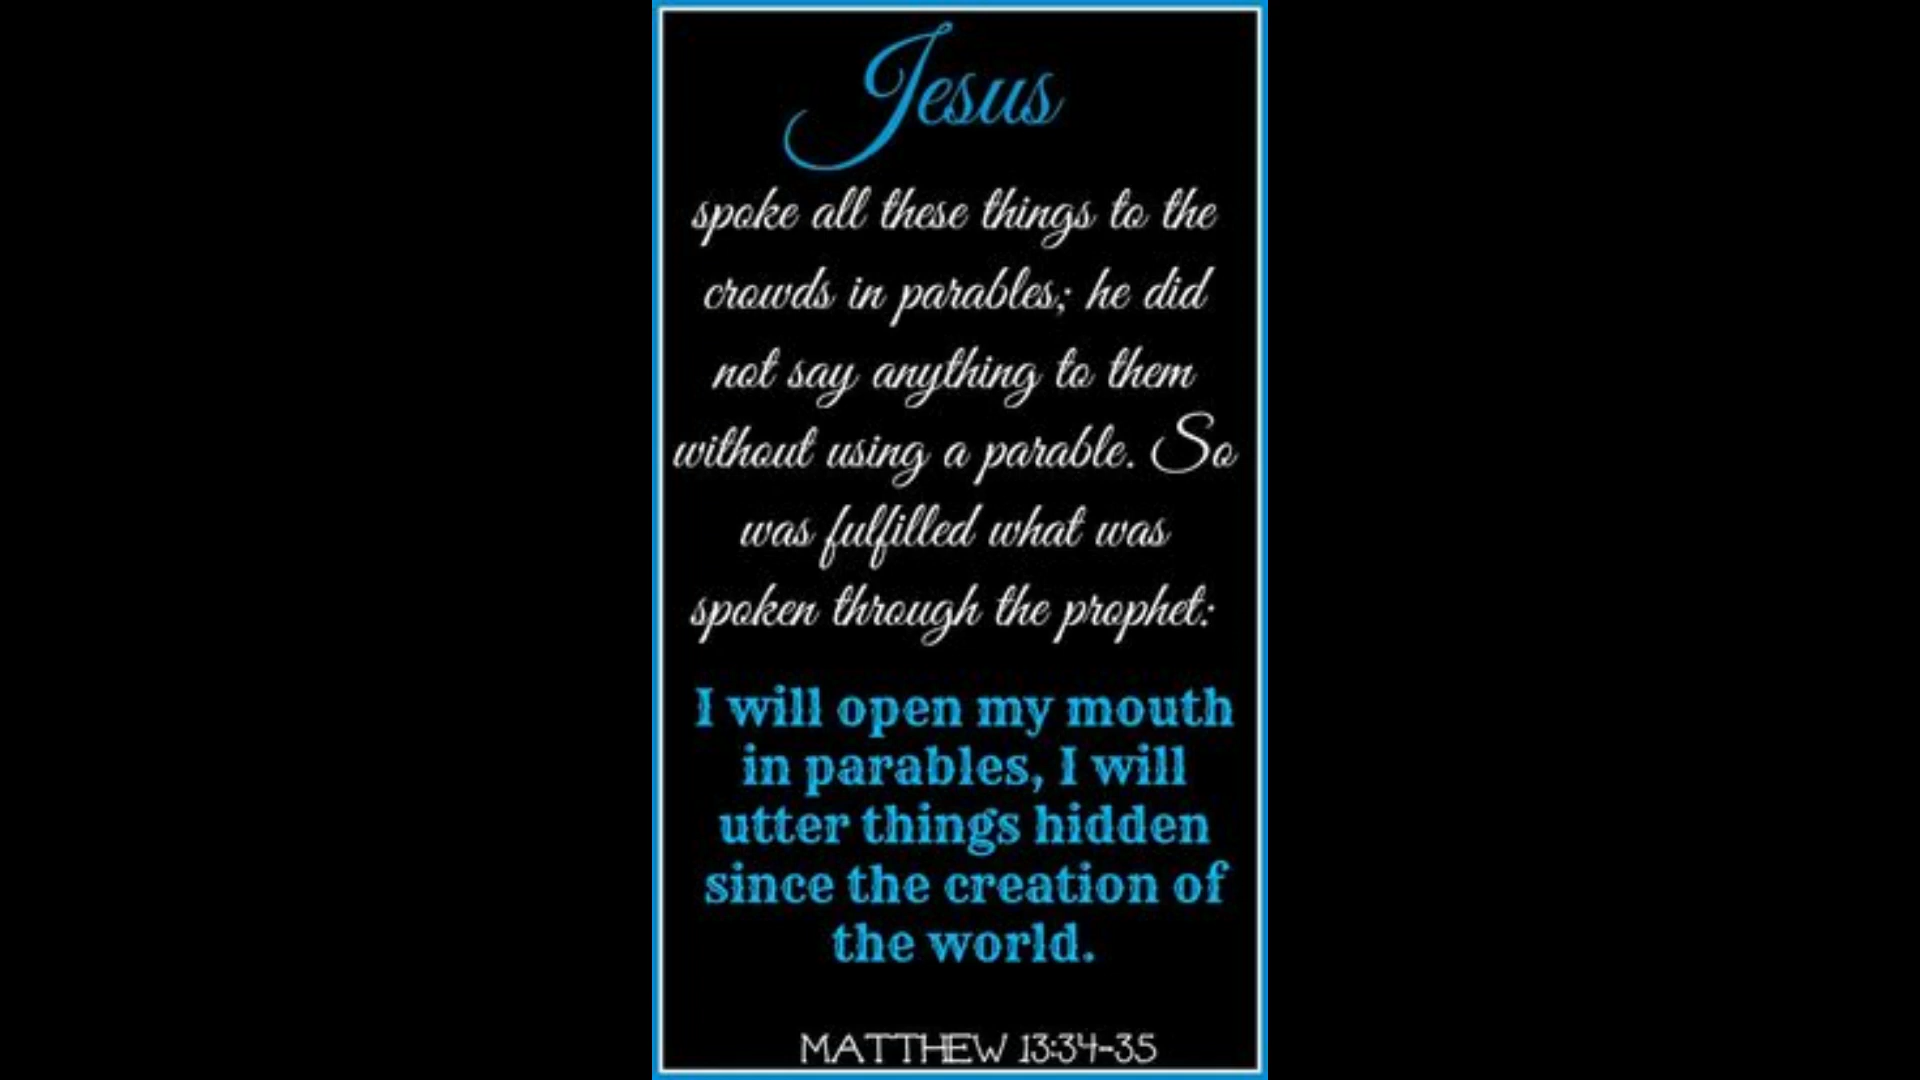 Jesus
spoke all these things to the
crowds in parables; he did
not say anything to them
without using a parable. So
was fulfilled what was
spoken through the prophet:
I will open my mouth
in parables, I will
utter things hidden
since the creation of
the world.
MATTHEW 13:34-35